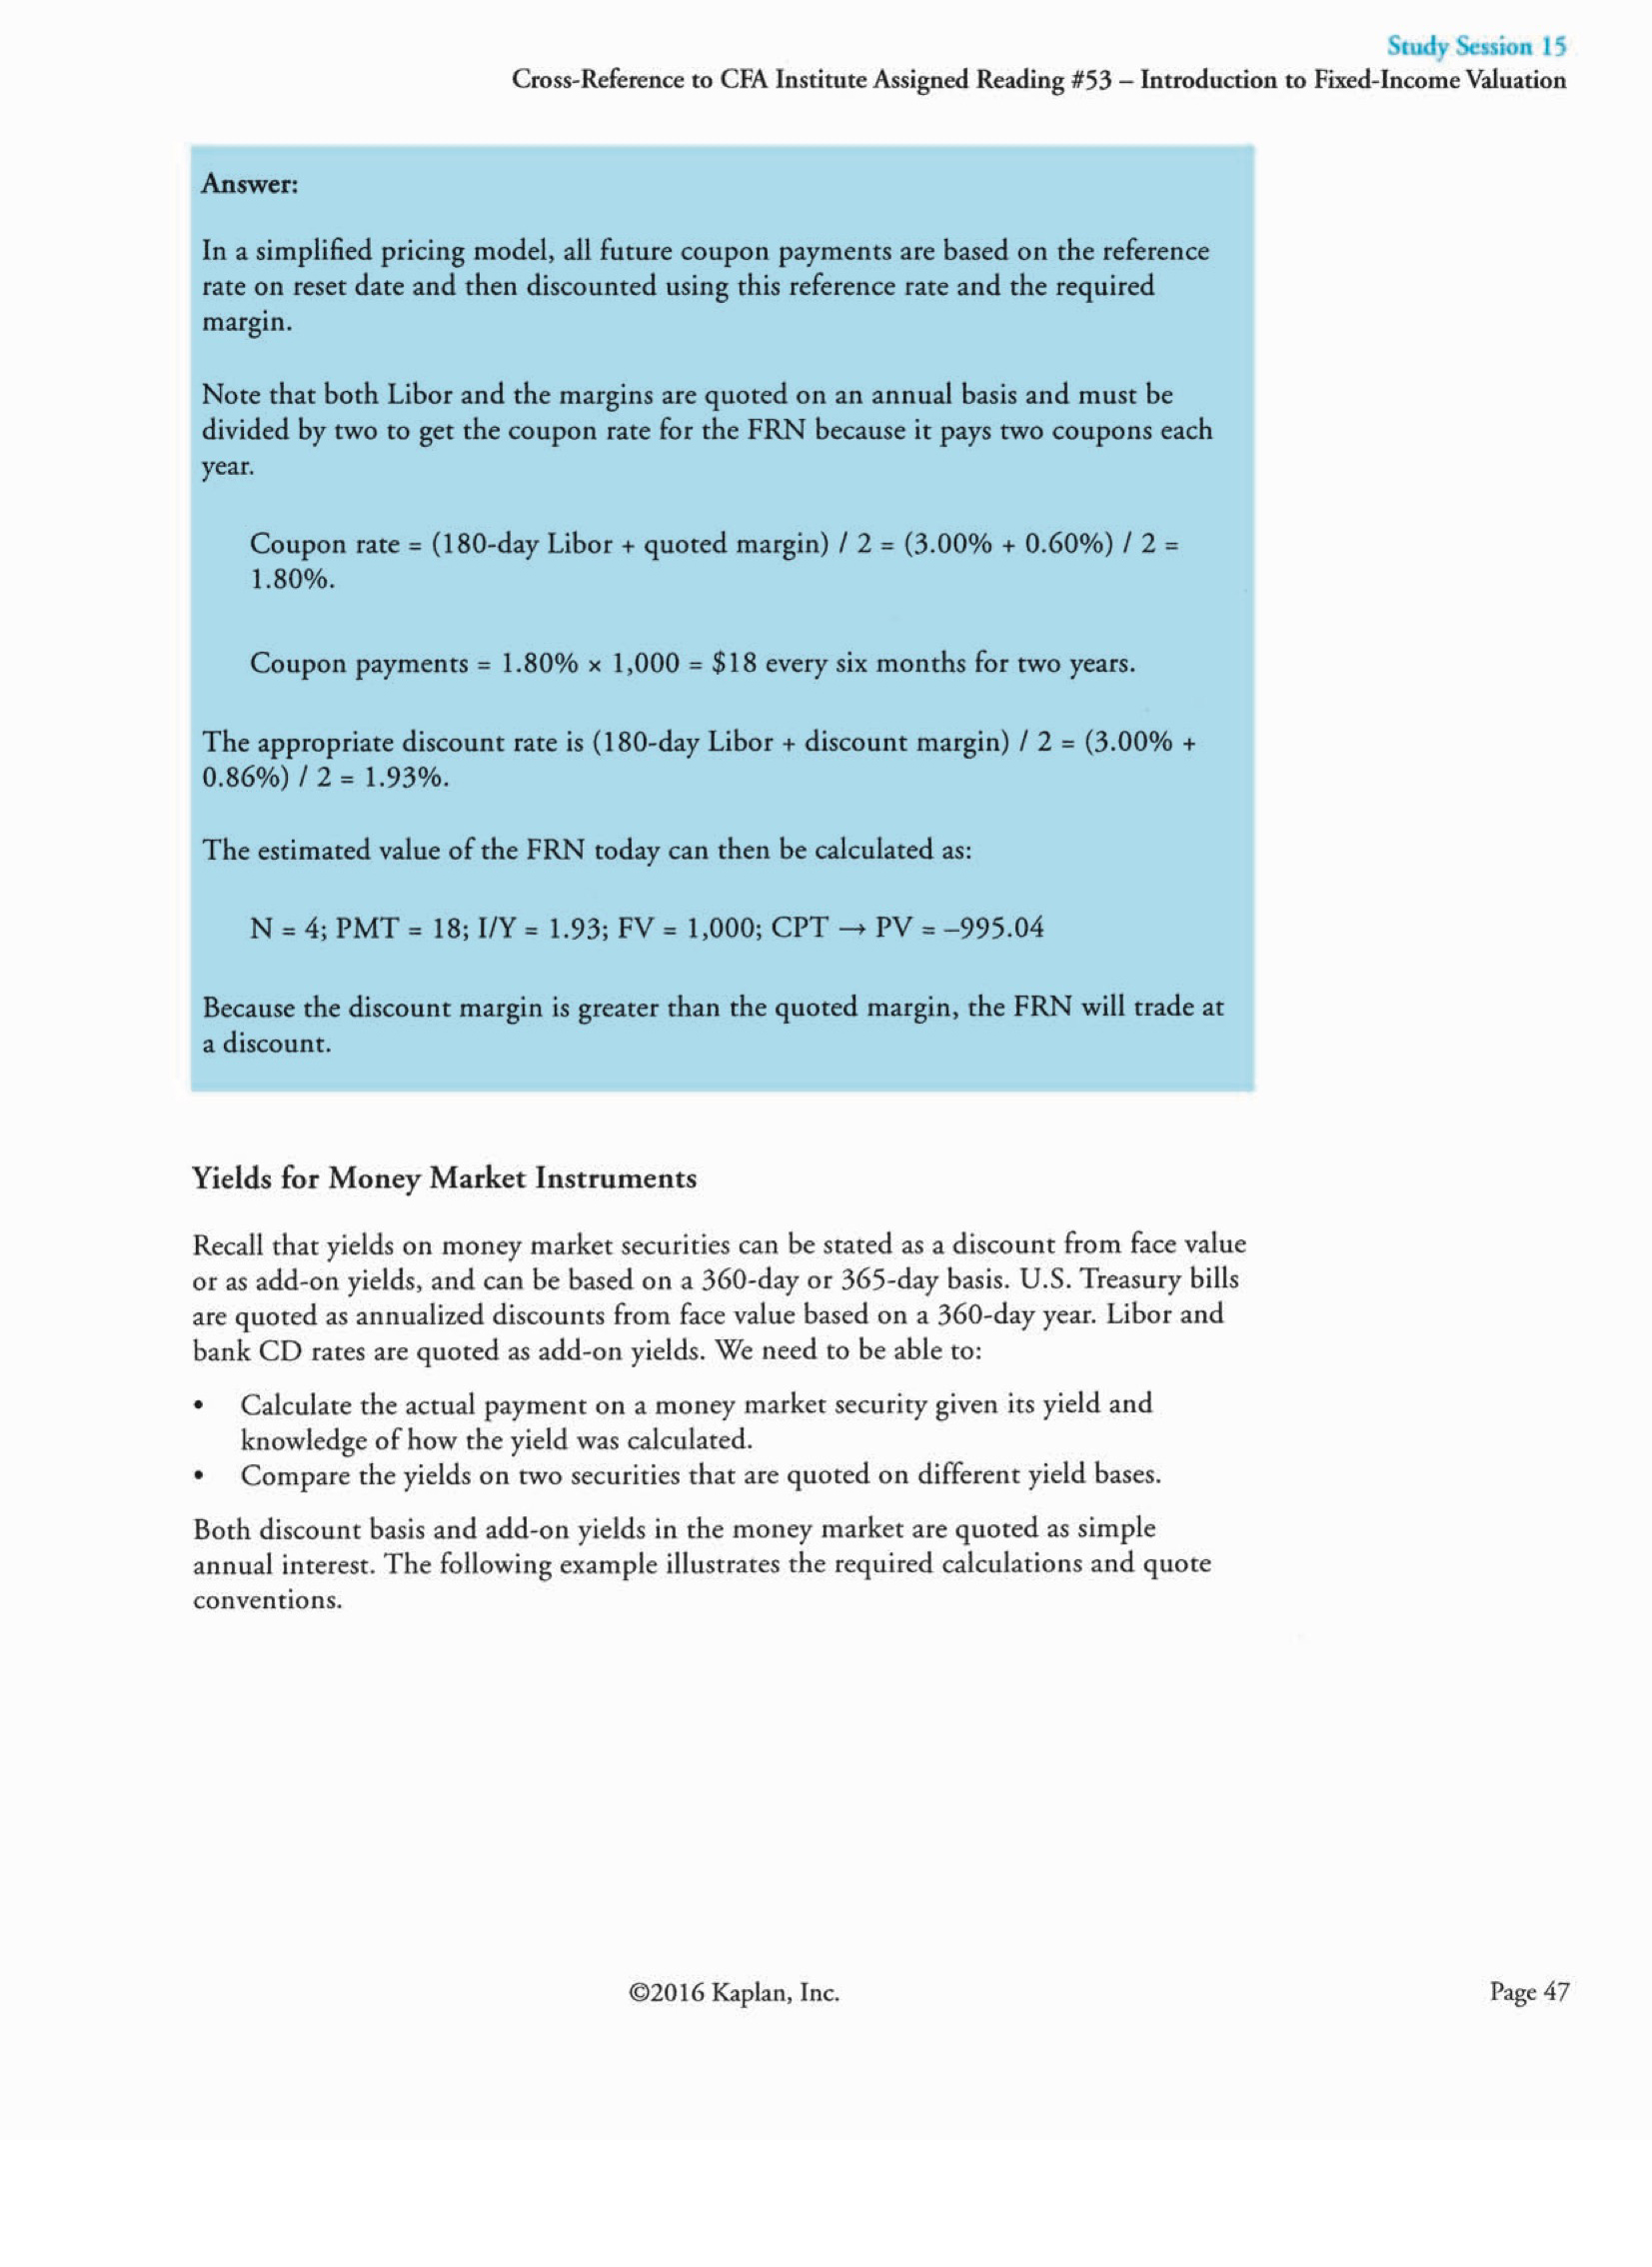 Study Session 15
Cross-Reference to CFA Institute Assigned Reading #53 – Introduction to Fixed-Income Valuation
Answer:
In a simplified pricing model, all future coupon payments are based on the reference
rate on reset date and then discounted using this reference rate and the required
margin.
Note that both Libor and the margins are quoted on an annual basis and must be
divided by two to get the coupon rate for the FRN because it pays two coupons each
year.
Coupon rate = (180-day Libor + quoted margin) / 2 = (3.00% + 0.60%) / 2 =
1.80%.
Coupon payments = 1.80% × 1,000 = $18 every six months for two years.
The appropriate discount rate is (180-day Libor + discount margin) / 2 = (3.00% +
0.86%) / 2 = 1.93%.
The estimated value of the FRN today can then be calculated as:
N = 4; PMT = 18; I/Y = 1.93; FV = 1,000; CPT → PV = –995.04
Because the discount margin is greater than the quoted margin, the FRN will trade at
a discount.
Yields for Money Market Instruments
Recall that yields on money market securities can be stated as a discount from face value
or as add-on yields, and can be based on a 360-day or 365-day basis. U.S. Treasury bills
are quoted as annualized discounts from face value based on a 360-day year. Libor and
bank CD rates are quoted as add-on yields. We need to be able to:
• Calculate the actual payment on a money market security given its yield and
knowledge of how the yield was calculated.
• Compare the yields on two securities that are quoted on different yield bases.
Both discount basis and add-on yields in the money market are quoted as simple
annual interest. The following example illustrates the required calculations and quote
conventions.
©2016 Kaplan, Inc.
Page 47